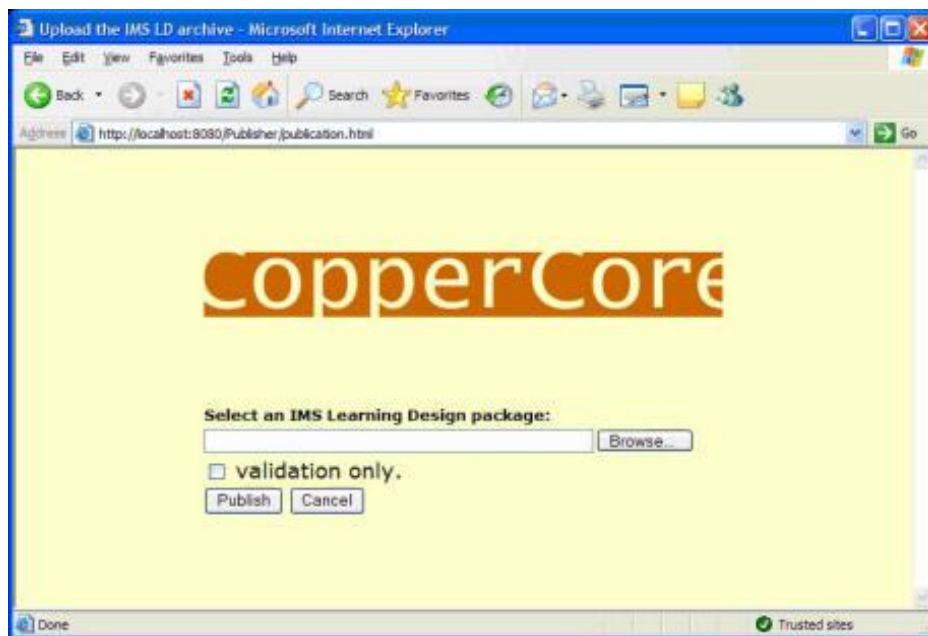 Upload the IMS LD archive - Microsoft Internet Explorer
File Edit View Favorites Tools Help
Back Search Favorites
Address http://localhost:8080/Publisher/publication.html Go
CopperCore
Select an IMS Learning Design package:
Browse...
validation only.
Publish Cancel
Done Trusted sites